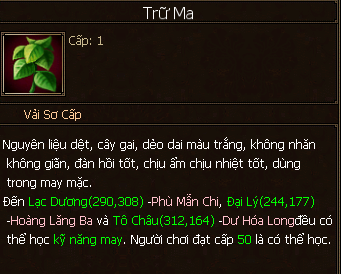 Trữ Ma
Cấp: 1
Vải Sơ Cấp
Nguyên liệu dệt, cây gai, dẻo dai màu trắng, không nhăn
không giãn, đàn hồi tốt, chịu ẩm chịu nhiệt tốt, dùng
trong may mặc.
Đến Lạc Dương(290,308) -Phù Mẫn Chi, Đại Lý(244,177)
-Hoàng Lăng Ba và Tô Châu(312,164) -Dư Hóa Longđều có
thể học kỹ năng may. Người chơi đạt cấp 50 là có thể học.